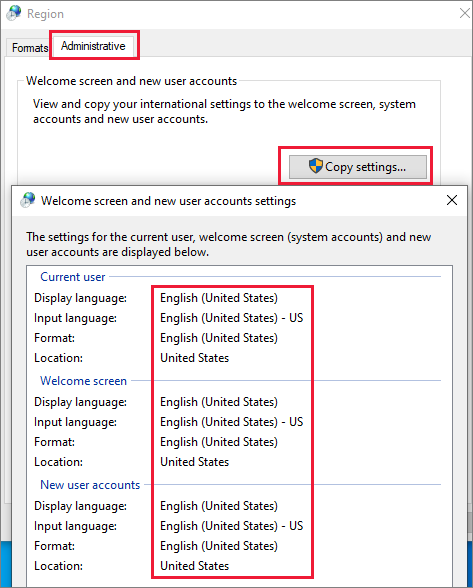 Region
Formats Administrative
Welcome screen and new user accounts
View and copy your international settings to the welcome screen, system
accounts and new user accounts.
Copy settings...
Welcome screen and new user accounts settings
The settings for the current user, welcome screen (system accounts) and new
user accounts are displayed below.
Current user
Display language: English (United States)
Input language: English (United States) - US
Format: English (United States)
Location: United States
Welcome screen
Display language: English (United States)
Input language: English (United States) - US
Format: English (United States)
Location: United States
New user accounts
Display language: English (United States)
Input language: English (United States) - US
Format: English (United States)
Location: United States